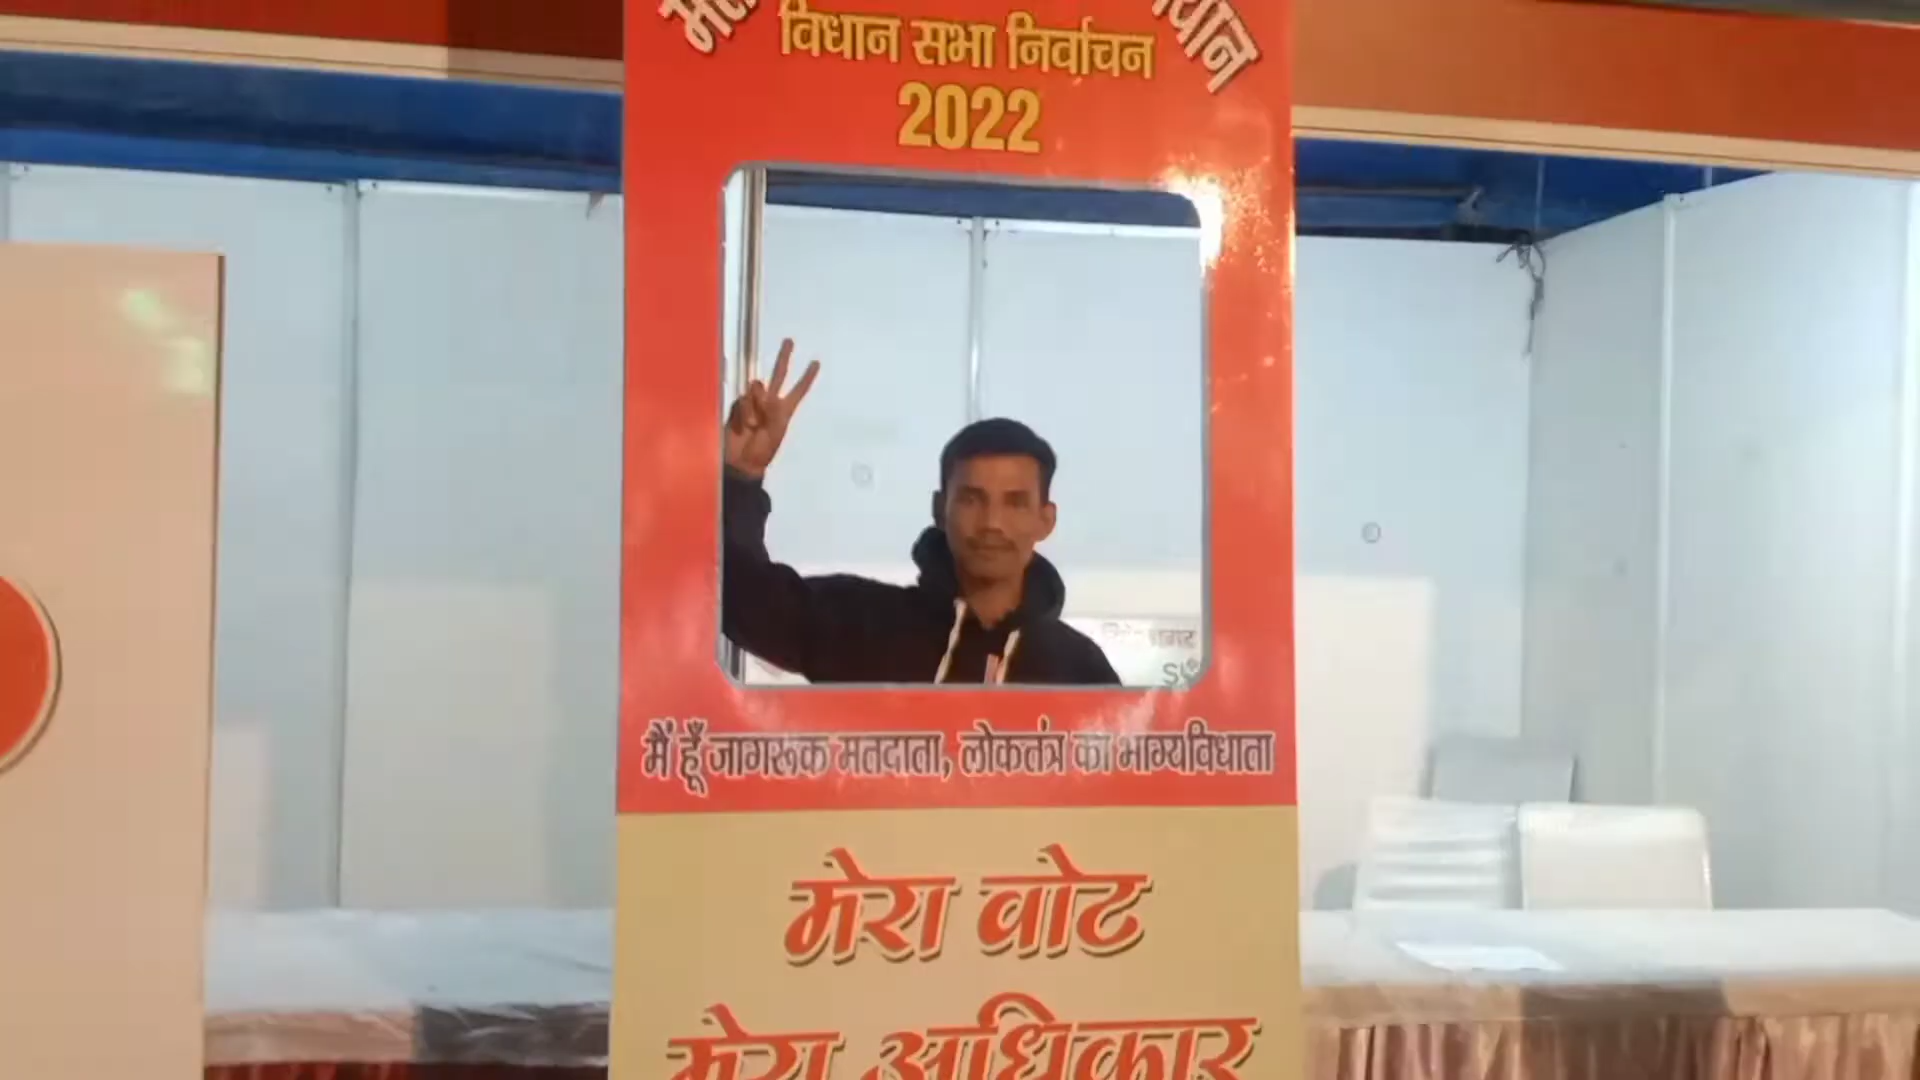 विधान सभा निर्वाचन
2022
मैं हूँ जागरूक मतदाता, लोकतंत्र का भाग्यविधाता
मेरा वोट
मेरा अधिकार